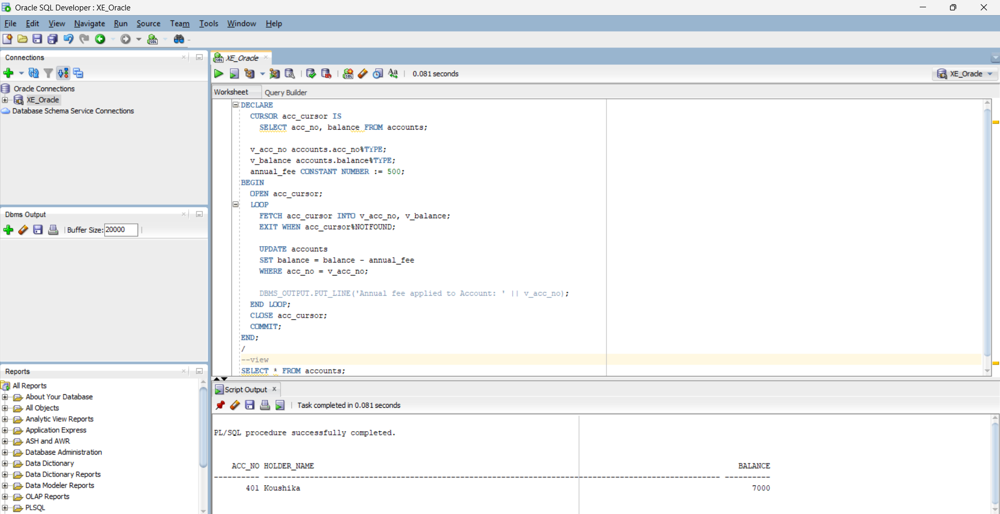 Oracle SQL Developer : XE_Oracle
File Edit View Navigate Run Source Team Tools Window Help
Connections
Oracle Connections
XE_Oracle
Database Schema Service Connections
Dbms Output
Buffer Size: 20000
Reports
All Reports
About Your Database
All Objects
Analytic View Reports
Application Express
ASH and AWR
Database Administration
Data Dictionary
Data Dictionary Reports
Data Modeler Reports
OLAP Reports
PLSQL
XE_Oracle
0.081 seconds
XE_Oracle
Worksheet Query Builder
DECLARE
CURSOR acc_cursor IS
SELECT acc_no, balance FROM accounts;
v_acc_no accounts.acc_no%TYPE;
v_balance accounts.balance%TYPE;
annual_fee CONSTANT NUMBER := 500;
BEGIN
OPEN acc_cursor;
LOOP
FETCH acc_cursor INTO v_acc_no, v_balance;
EXIT WHEN acc_cursor%NOTFOUND;
UPDATE accounts
SET balance = balance - annual_fee
WHERE acc_no = v_acc_no;
DBMS_OUTPUT.PUT_LINE('Annual fee applied to Account: ' || v_acc_no);
END LOOP;
CLOSE acc_cursor;
COMMIT;
END;
/
--view
SELECT * FROM accounts;
Script Output
Task completed in 0.081 seconds
PL/SQL procedure successfully completed.
ACC_NO HOLDER_NAME BALANCE
401 Koushika 7000